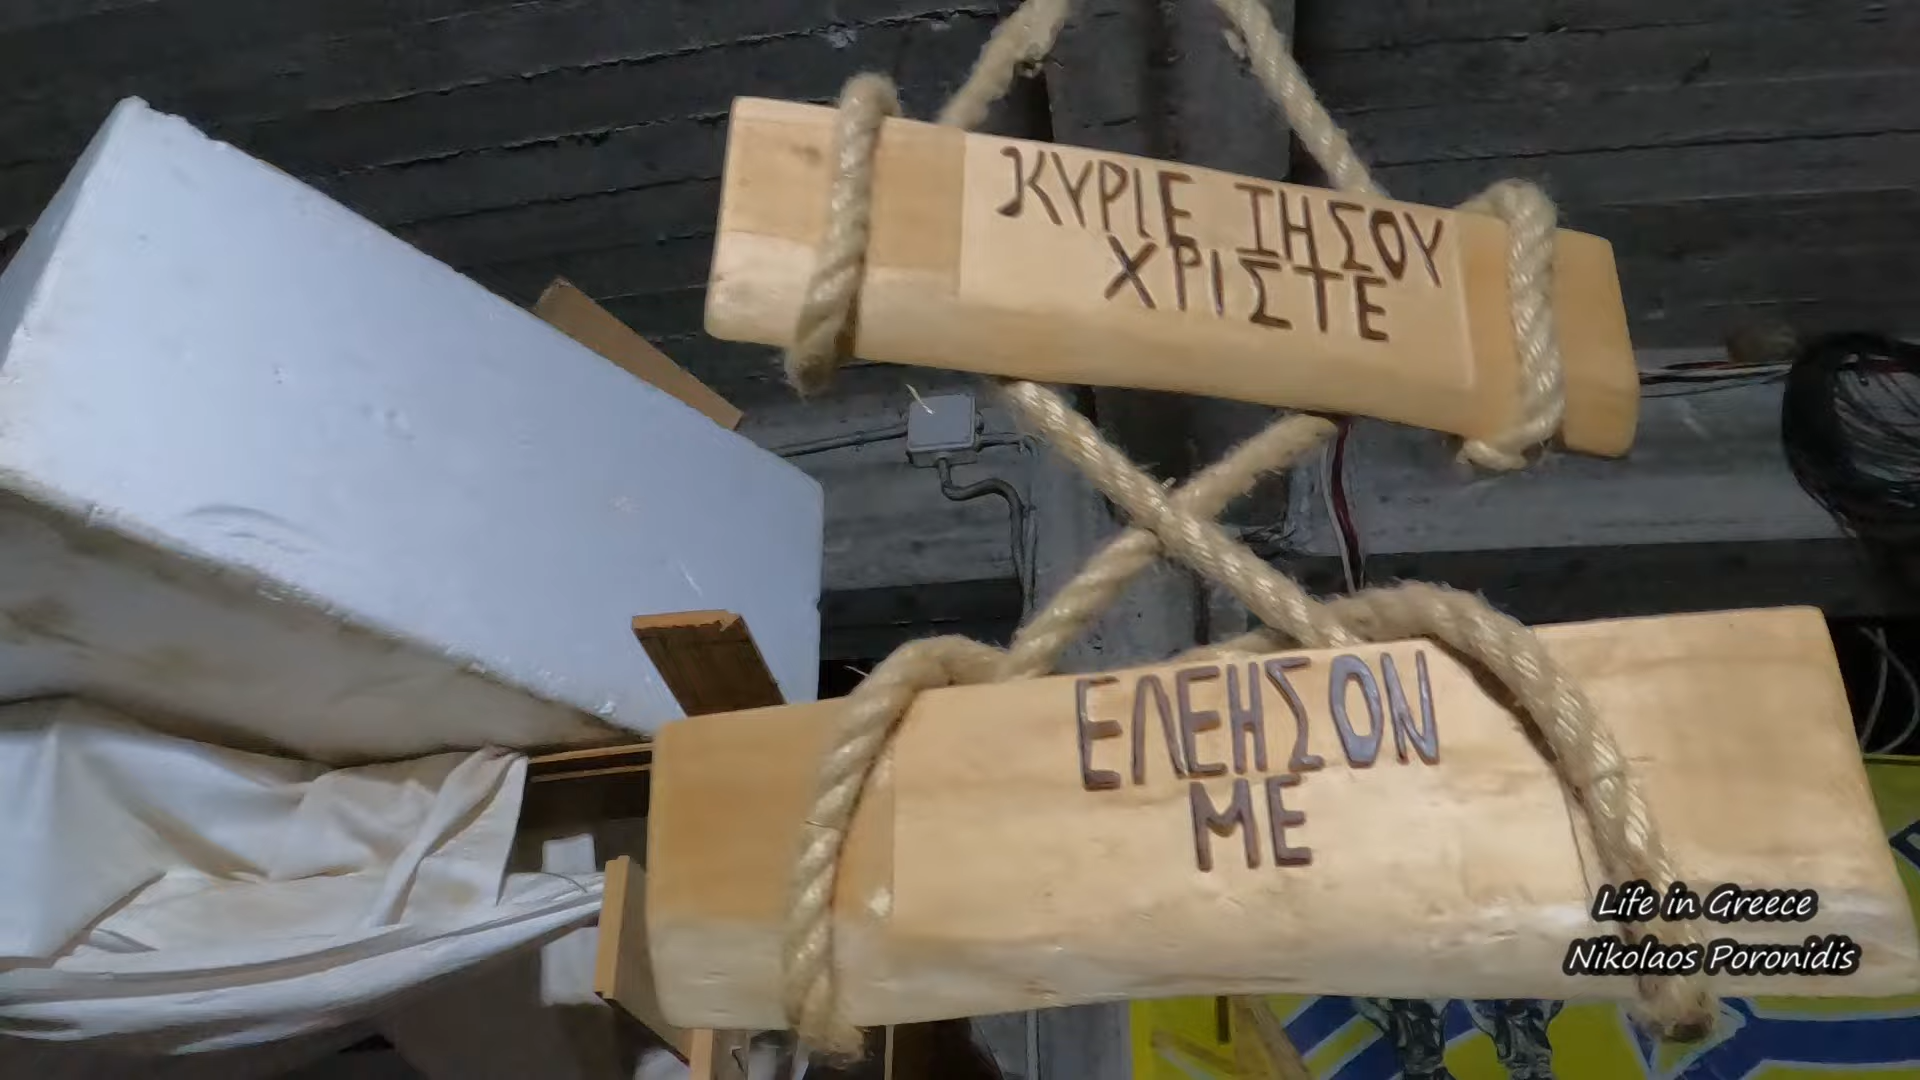 ΚΥΡΙΕ ΙΗΣΟΥ
ΧΡΙΣΤΕ
ΕΛΕΗΣΟΝ
ΜΕ
Life in Greece
Nikolaos Poronidis